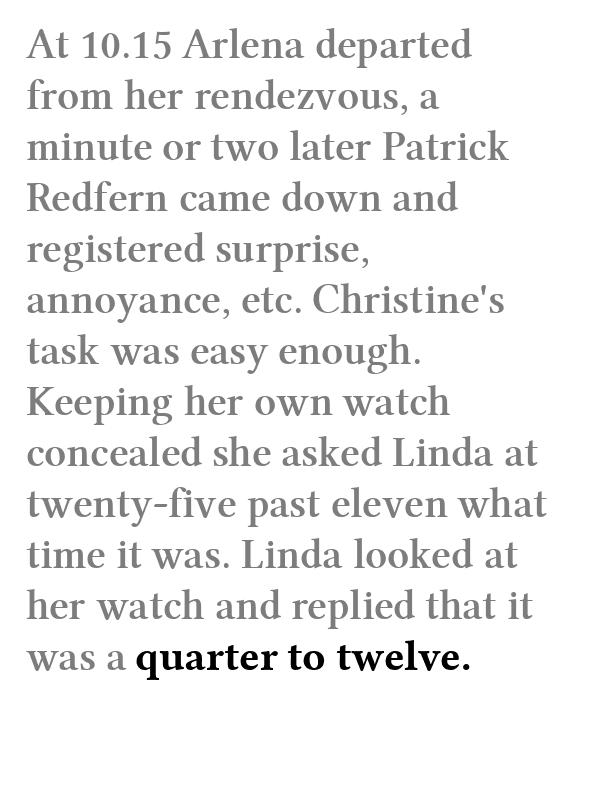 At 10.15 Arlena departed
from her rendezvous, a
minute or two later Patrick
Redfern came down and
registered surprise,
annoyance, etc. Christine's
task was easy enough.
Keeping her own watch
concealed she asked Linda at
twenty-five past eleven what
time it was. Linda looked at
her watch and replied that it
was a quarter to twelve.